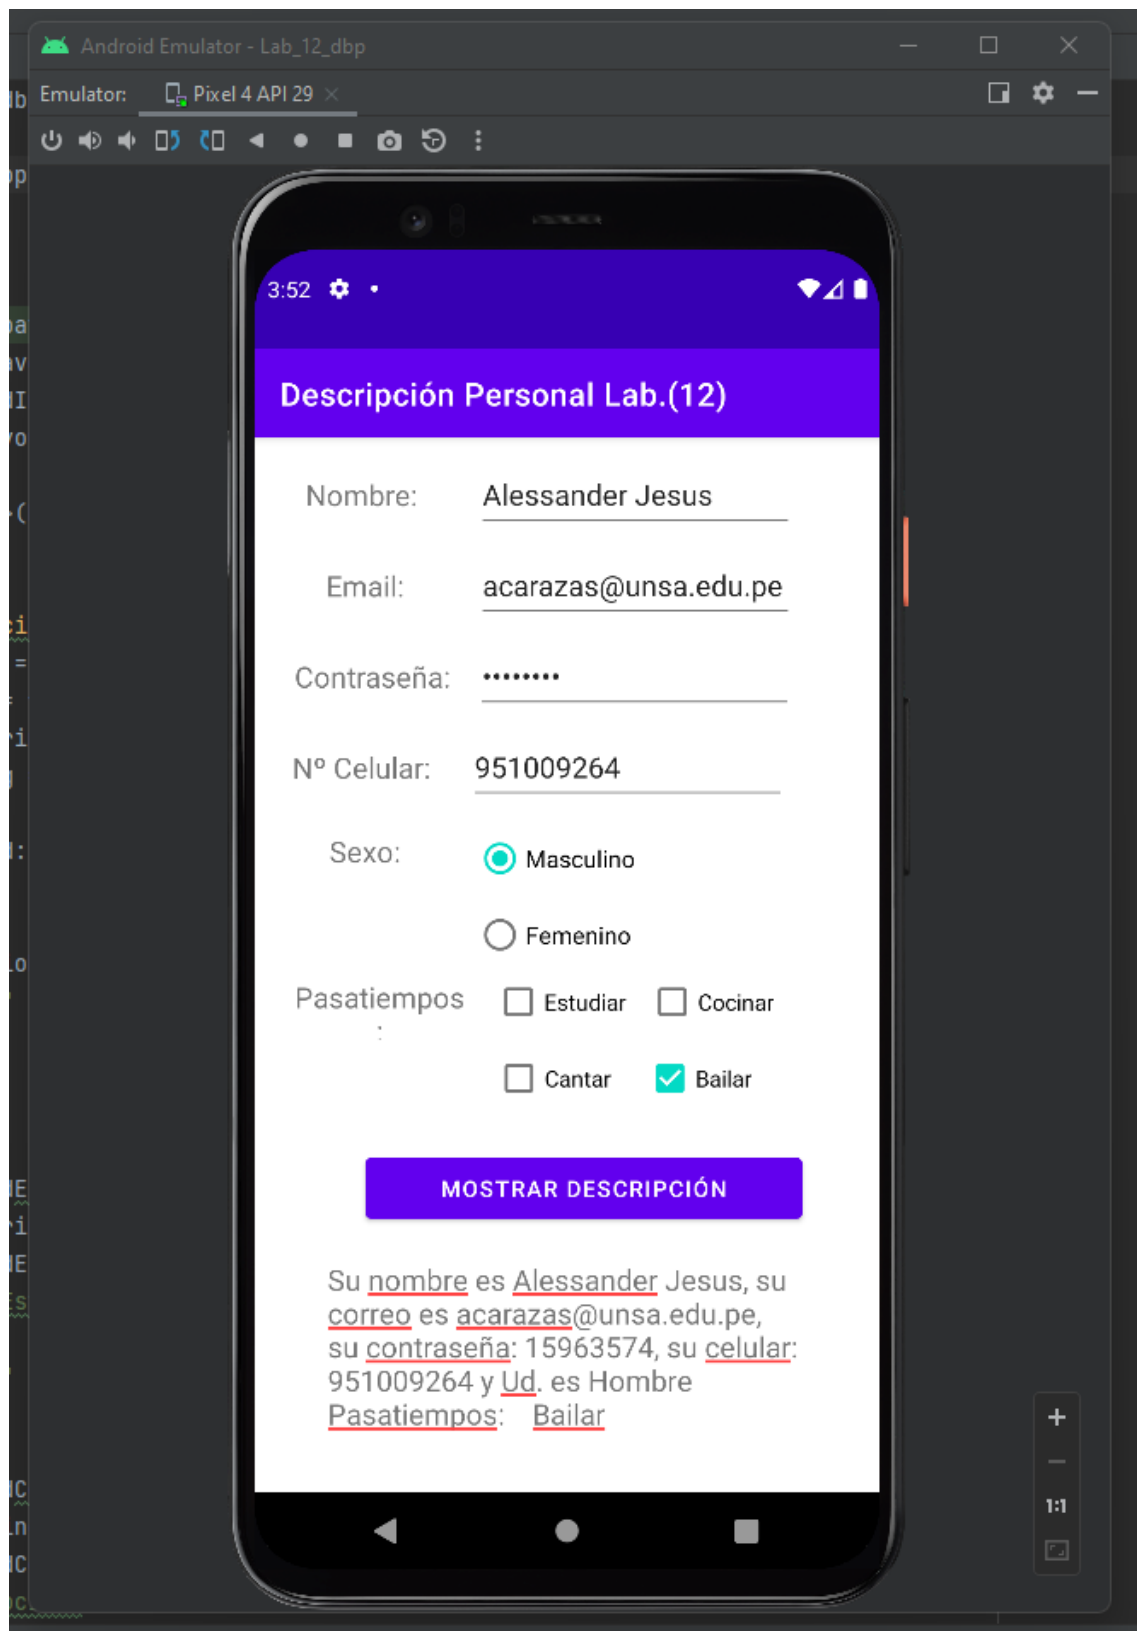 Android Emulator - Lab_12_dbp
Emulator: Pixel 4 API 29
3:52
Descripción Personal Lab.(12)
Nombre: Alessander Jesus
Email: acarazas@unsa.edu.pe
Contraseña: ••••••••
Nº Celular: 951009264
Sexo: Masculino
Femenino
Pasatiempos Estudiar Cocinar
:
Cantar Bailar
MOSTRAR DESCRIPCIÓN
Su nombre es Alessander Jesus, su
correo es acarazas@unsa.edu.pe,
su contraseña: 15963574, su celular:
951009264 y Ud. es Hombre
Pasatiempos: Bailar
1:1